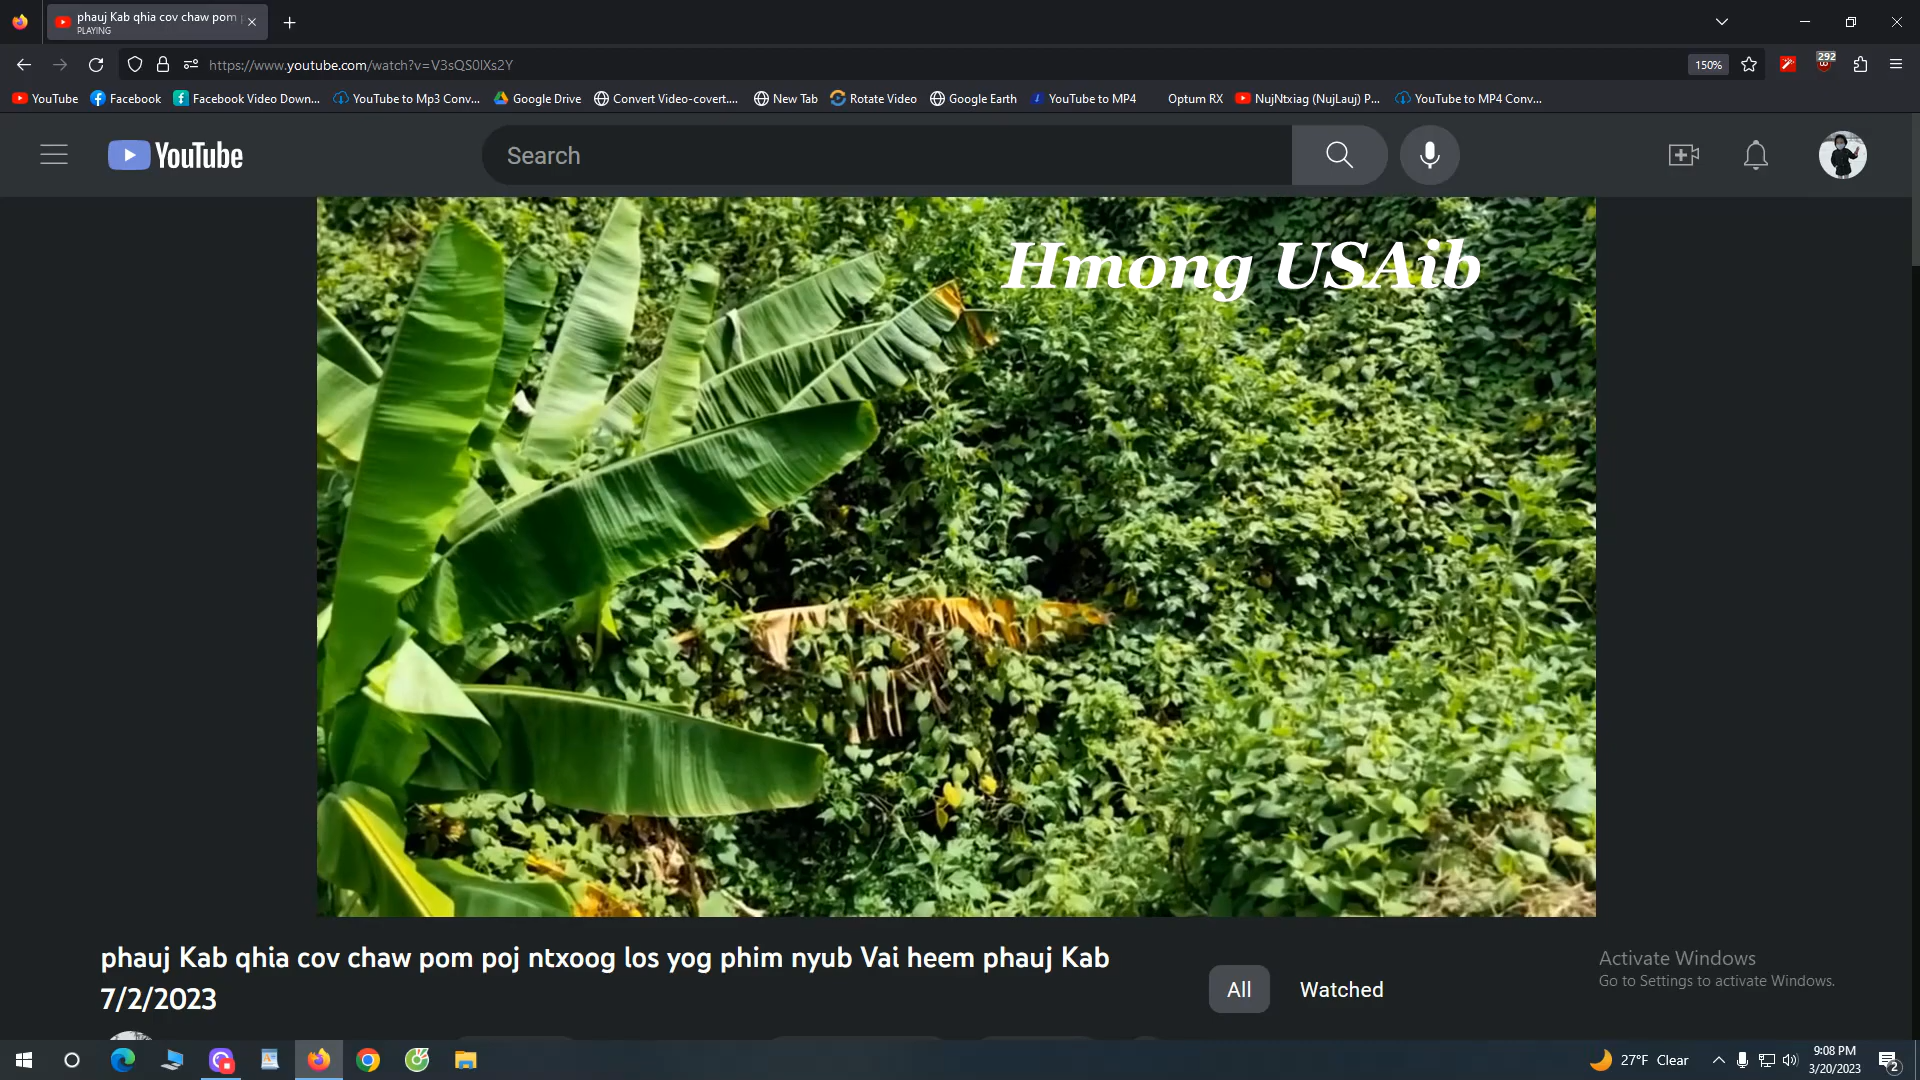 phauj Kab qhia cov chaw pom
PLAYING
https://www.youtube.com/watch?v=V3sQS0lXs2Y
150%
292
YouTube
Facebook
Facebook Video Down...
YouTube to Mp3 Conv...
Google Drive
Convert Video-covert....
New Tab
Rotate Video
Google Earth
YouTube to MP4
Optum RX
NujNtxiag (NujLauj) P...
YouTube to MP4 Conv...
YouTube
Search
Hmong USAib
phauj Kab qhia cov chaw pom poj ntxoog los yog phim nyub Vai heem phauj Kab
7/2/2023
All
Watched
Activate Windows
Go to Settings to activate Windows.
27°F Clear
9:08 PM
3/20/2023
2